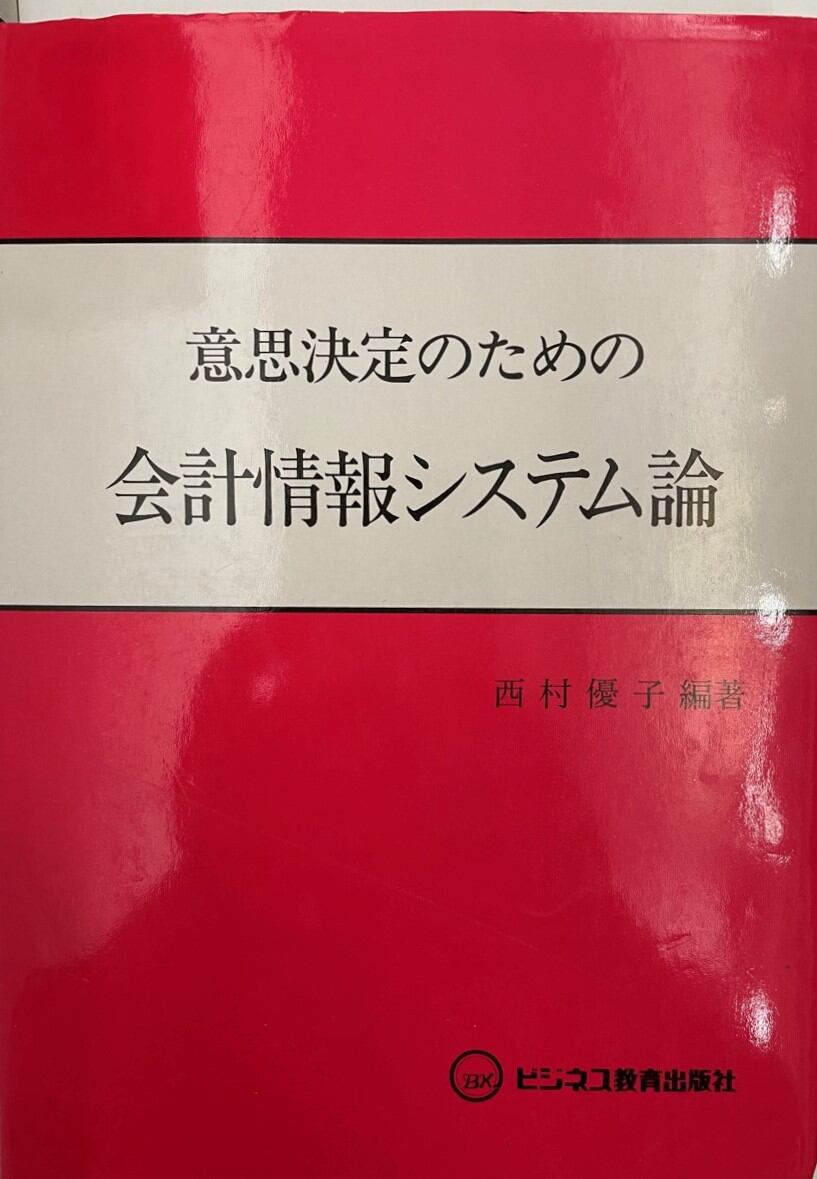 意思決定のための
会計情報システム論
西村優子編著
BK ビジネス教育出版社